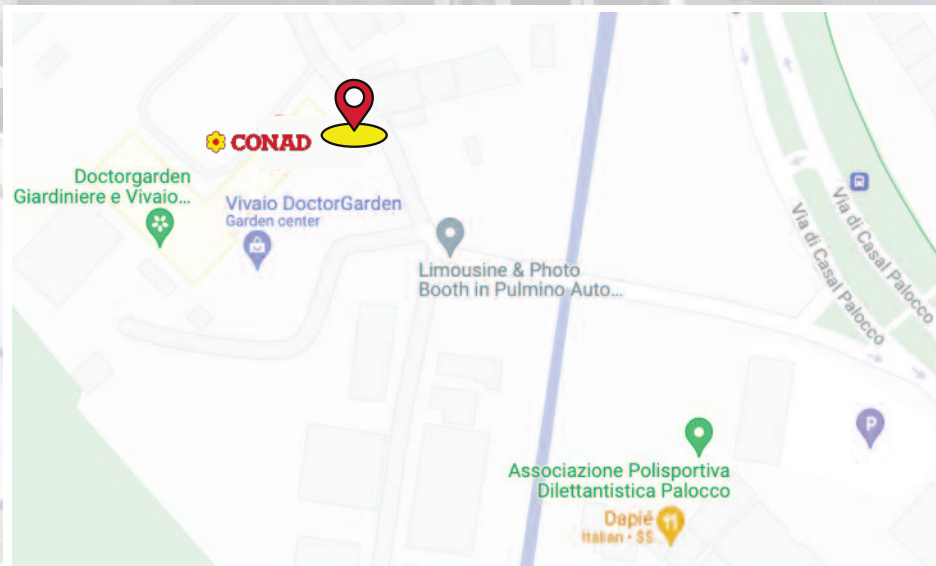 CONAD
Doctorgarden
Giardiniere e Vivaio...
Vivaio DoctorGarden
Garden center
Limousine & Photo
Booth in Pulmino Auto...
Via di Casal Palocco
Via di Casal Palocco
P
Associazione Polisportiva
Dilettantistica Palocco
Dapié
Italian · $$